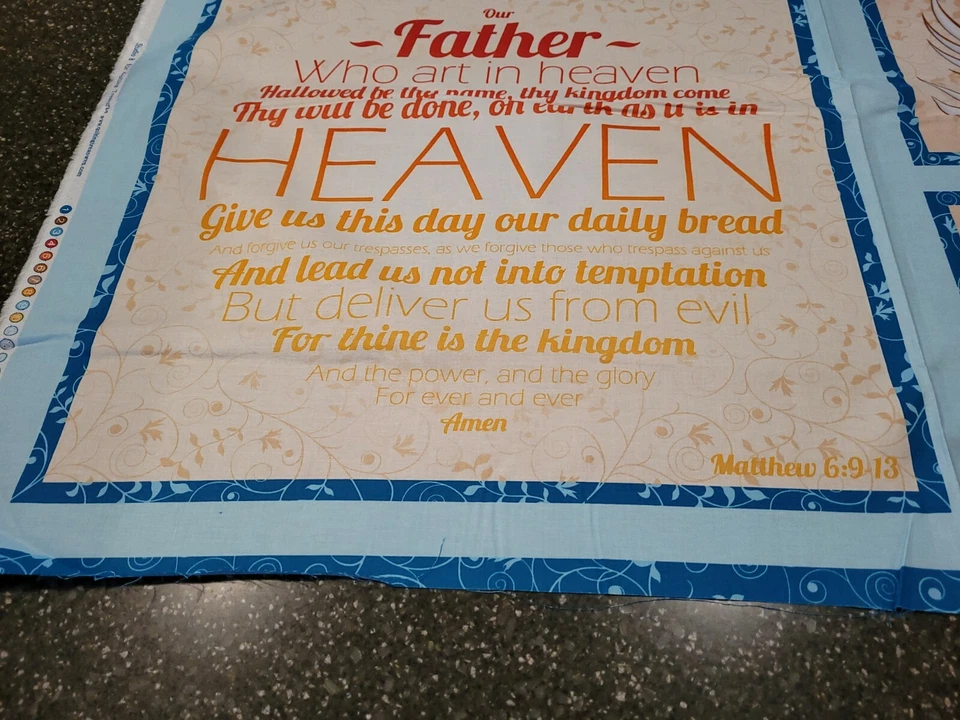 Our
~ Father ~
Who art in heaven
Hallowed be thy name, thy kingdom come
Thy will be done, on earth as it is in
HEAVEN
Give us this day our daily bread
And forgive us our trespasses, as we forgive those who trespass against us
And lead us not into temptation
But deliver us from evil
For thine is the kingdom
And the power, and the glory
For ever and ever
Amen
Matthew 6:9-13